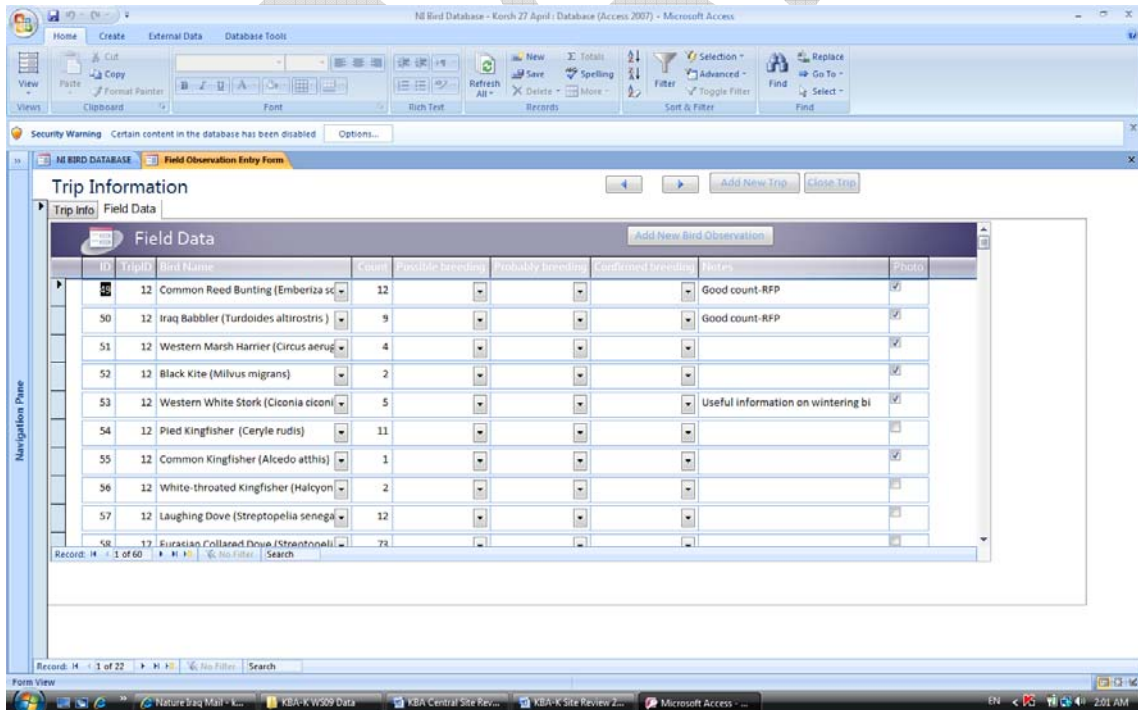 NI Bird Database - Korsh 27 April : Database (Access 2007) - Microsoft Access
Home Create External Data Database Tools
View Paste Cut Copy Format Painter
Refresh All New Save Delete Totals Spelling More
Filter Selection Advanced Toggle Filter
Find Replace Go To Select
Views Clipboard Font Rich Text Records Sort & Filter Find
Security Warning Certain content in the database has been disabled Options...
NI BIRD DATABASE Field Observation Entry Form
Trip Information Add New Trip Close Trip
Trip Info Field Data
Field Data Add New Bird Observation
ID TripID Bird Name Count Possible breeding Probably breeding Confirmed breeding Notes Photo
49 12 Common Reed Bunting (Emberiza sc 12 Good count-RFP
50 12 Iraq Babbler (Turdoides altirostris ) 9 Good count-RFP
51 12 Western Marsh Harrier (Circus aerug 4
52 12 Black Kite (Milvus migrans) 2
53 12 Western White Stork (Ciconia ciconi 5 Useful information on wintering bi
54 12 Pied Kingfisher (Ceryle rudis) 11
55 12 Common Kingfisher (Alcedo atthis) 1
56 12 White-throated Kingfisher (Halcyon 2
57 12 Laughing Dove (Streptopelia senega 12
58 12 Eurasian Collared Dove (Streptopeli 73
Record: 1 of 60 No Filter Search
Navigation Pane
Record: 1 of 22 No Filter Search
Form View
Nature Iraq Mail - k... KBA-K WS09 Data KBA Central Site Rev... KBA-K Site Review 2... Microsoft Access - ... EN 2:01 AM